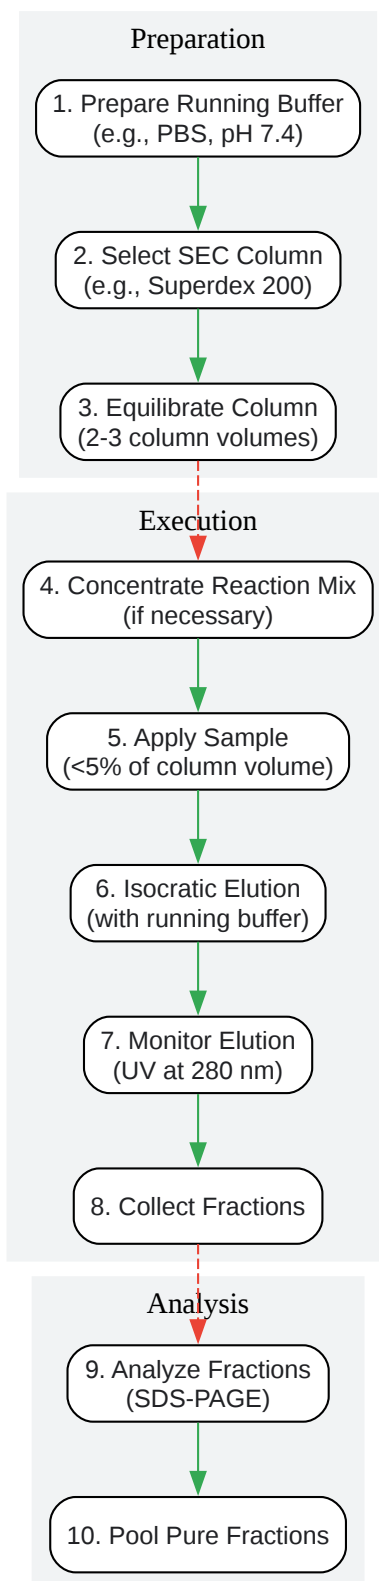 Preparation
1. Prepare Running Buffer
(e.g., PBS, pH 7.4)
2. Select SEC Column
(e.g., Superdex 200)
3. Equilibrate Column
(2-3 column volumes)
Execution
4. Concentrate Reaction Mix
(if necessary)
5. Apply Sample
(<5% of column volume)
6. Isocratic Elution
(with running buffer)
7. Monitor Elution
(UV at 280 nm)
8. Collect Fractions
Analysis
9. Analyze Fractions
(SDS-PAGE)
10. Pool Pure Fractions